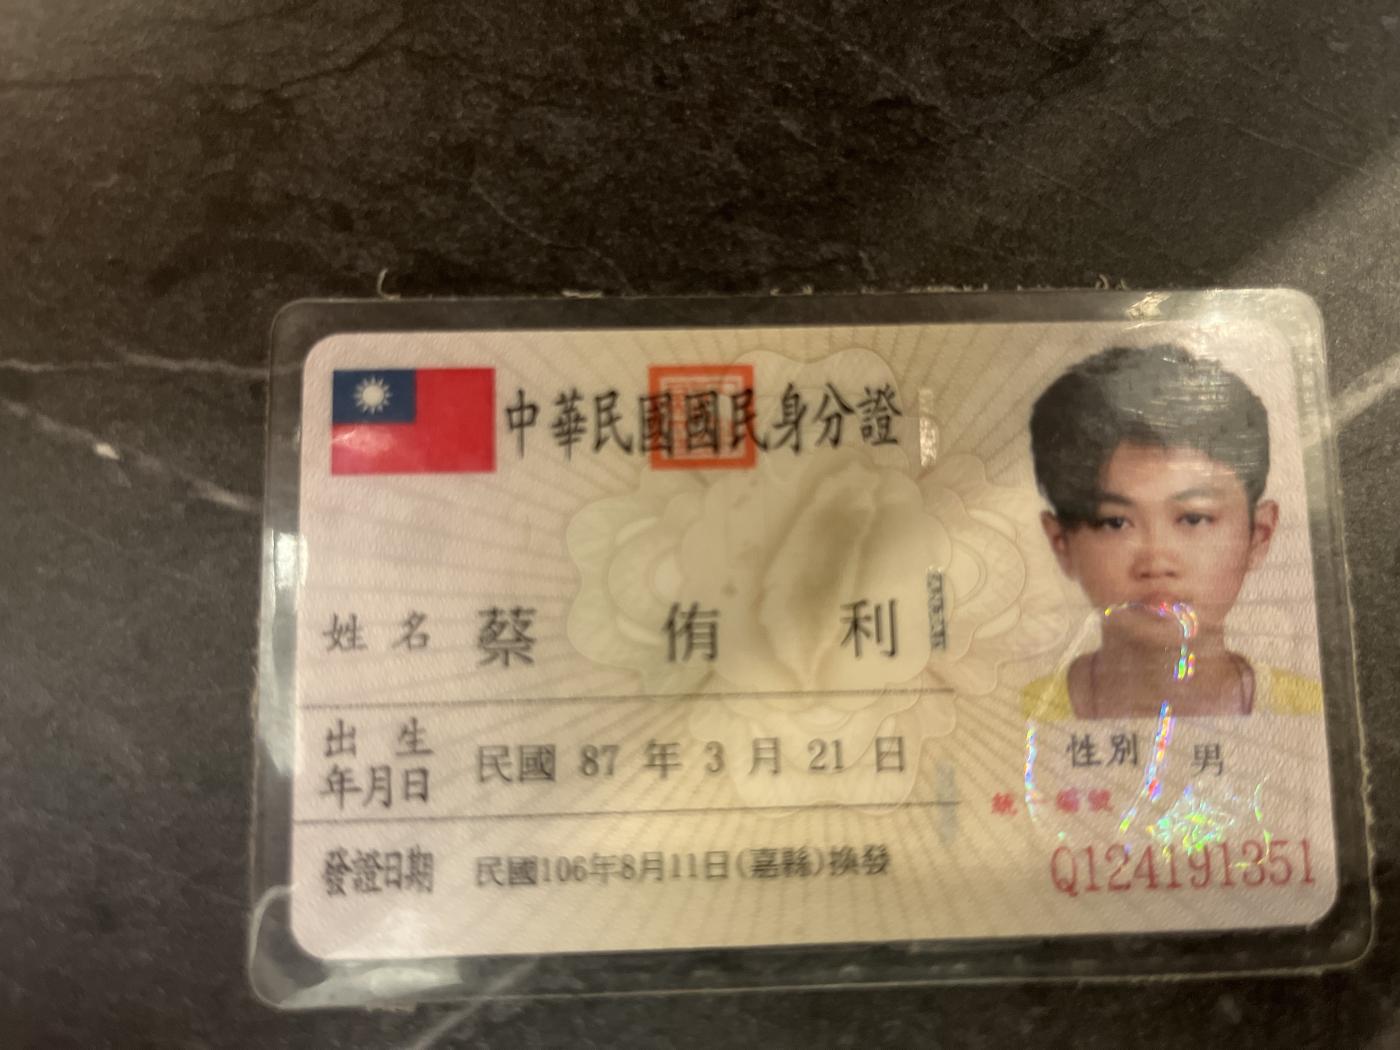 中華民國國民身分證
姓名 蔡侑利
出生年月日 民國 87 年 3 月 21 日
性別 男
統一編號
Q124191351
發證日期 民國106年8月11日(嘉縣)換發